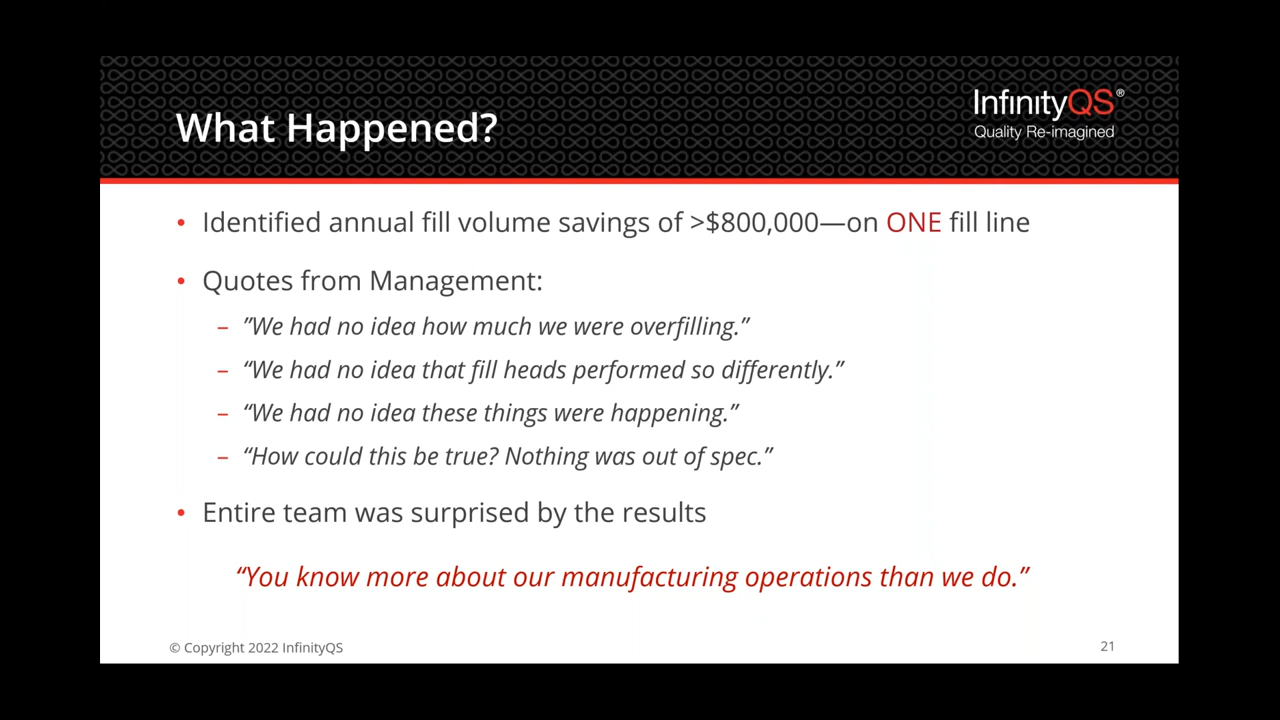 What Happened?
InfinityQS®
Quality Re-imagined
• Identified annual fill volume savings of >$800,000—on ONE fill line
• Quotes from Management:
– ”We had no idea how much we were overfilling.”
– “We had no idea that fill heads performed so differently.”
– “We had no idea these things were happening.”
– “How could this be true? Nothing was out of spec.”
• Entire team was surprised by the results
“You know more about our manufacturing operations than we do.”
© Copyright 2022 InfinityQS
21